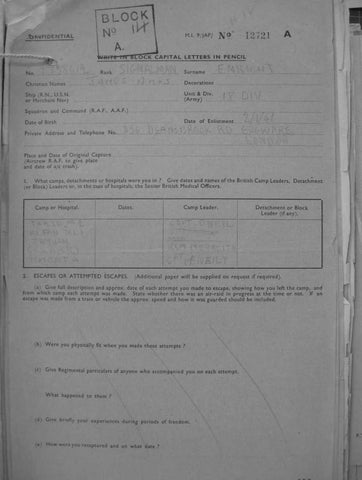 BLOCK
No 14
A.
CONFIDENTIAL
M.I. 9/JAP/ No 12721 A
WRITE IN BLOCK CAPITAL LETTERS IN PENCIL
No. Rank SIGNALMAN Surname
Christian Names JAMES
Ship (R.N., U.S.N. or Merchant Navy)
Decorations
Unit & Div. (Army) 18 DIV
Squadron and Command (R.A.F., A.A.F.)
Date of Birth Date of Enlistment
Private Address and Telephone No. RD EDGWARE
LONDON
Place and Date of Original Capture
(Aircrew R.A.F. to give place
and date of a/c crash).
1. What camps, detachments or hospitals were you in? Give dates and names of the British Camp Leaders, Detachment
(or Block) Leaders or, in the case of hospitals, the Senior British Medical Officers.
Camp or Hospital. Dates. Camp Leader. Detachment or Block Leader (if any).
2. ESCAPES OR ATTEMPTED ESCAPES. (Additional paper will be supplied on request if required).
(a) Give full description and approx. date of each attempt you made to escape, showing how you left the camp, and
from which camp each attempt was made. State whether there was an air-raid in progress at the time or not. If an
escape was made from a train or vehicle the approx. speed and how it was guarded should be included.
(b) Were you physically fit when you made these attempts?
(c) Give Regimental particulars of anyone who accompanied you on each attempt.
What happened to them?
(d) Give briefly your experiences during periods of freedom.
(e) How were you recaptured and on what date?